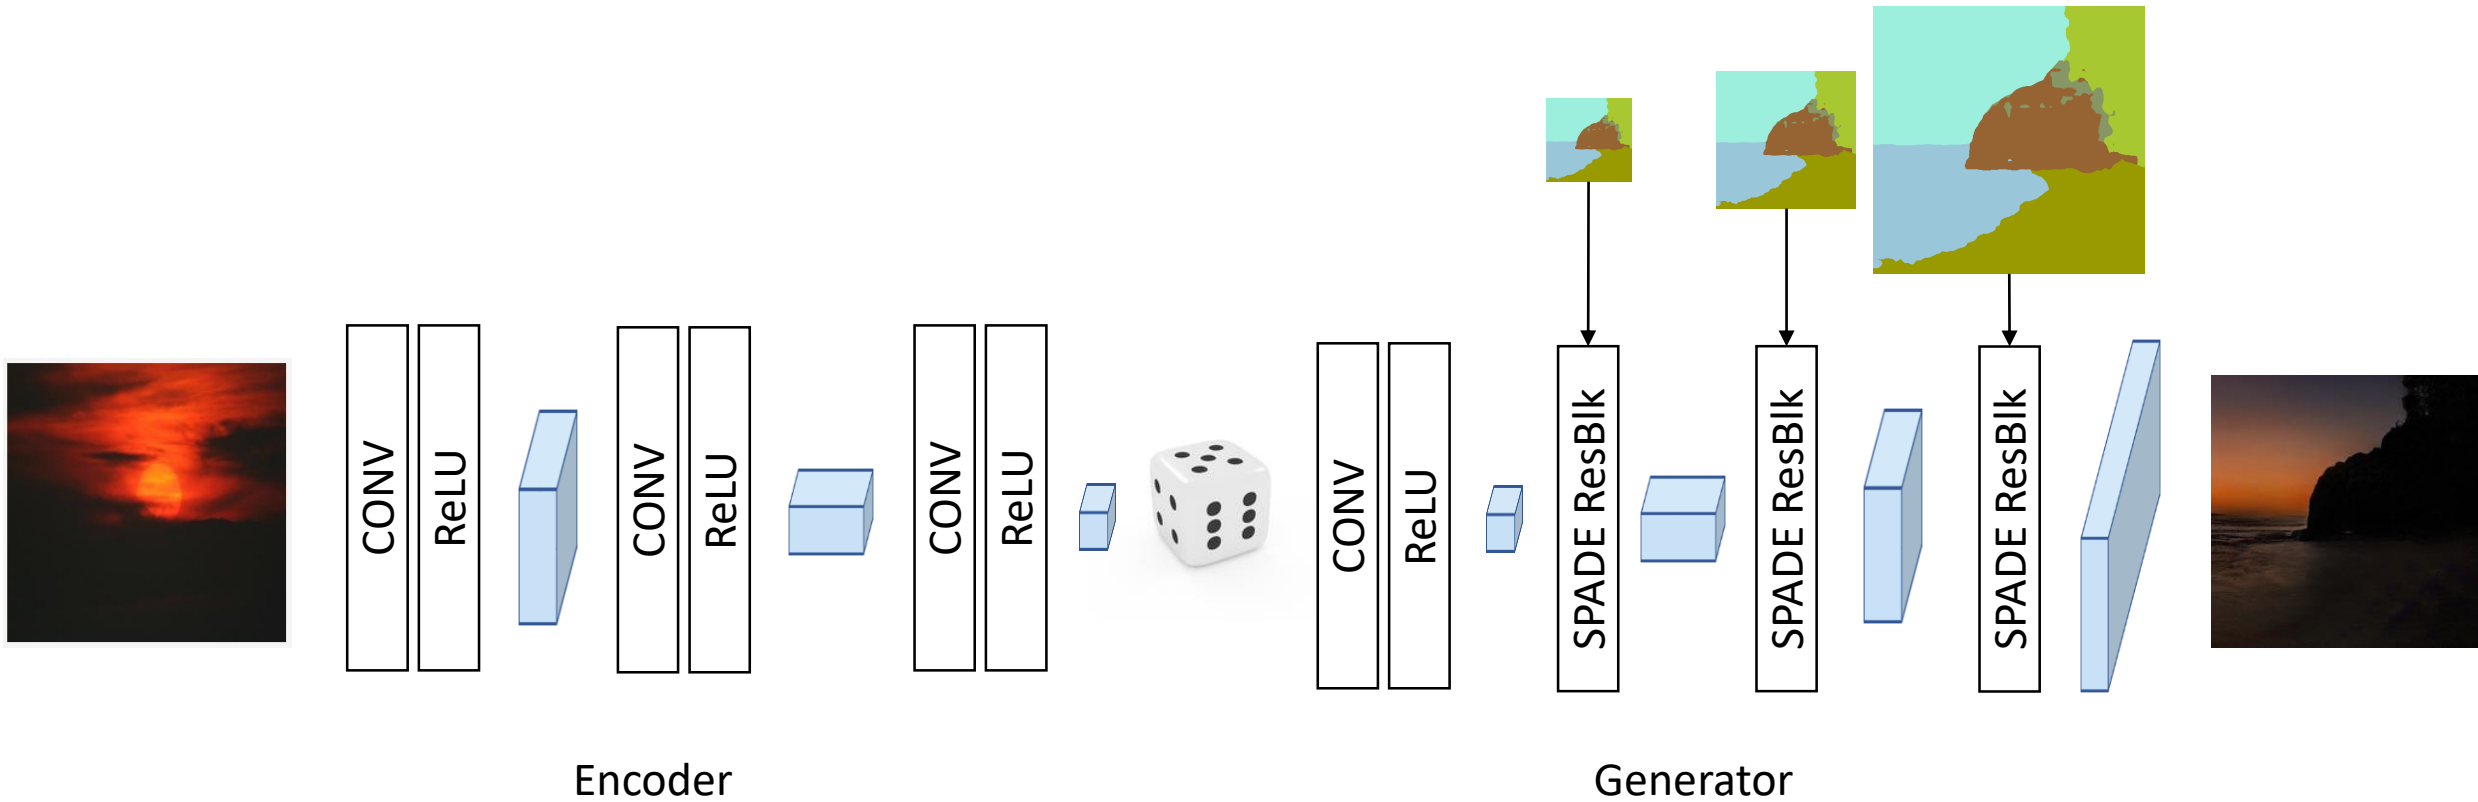 CONV
ReLU
CONV
ReLU
CONV
ReLU
CONV
ReLU
SPADE ResBlk
SPADE ResBlk
SPADE ResBlk
Encoder
Generator